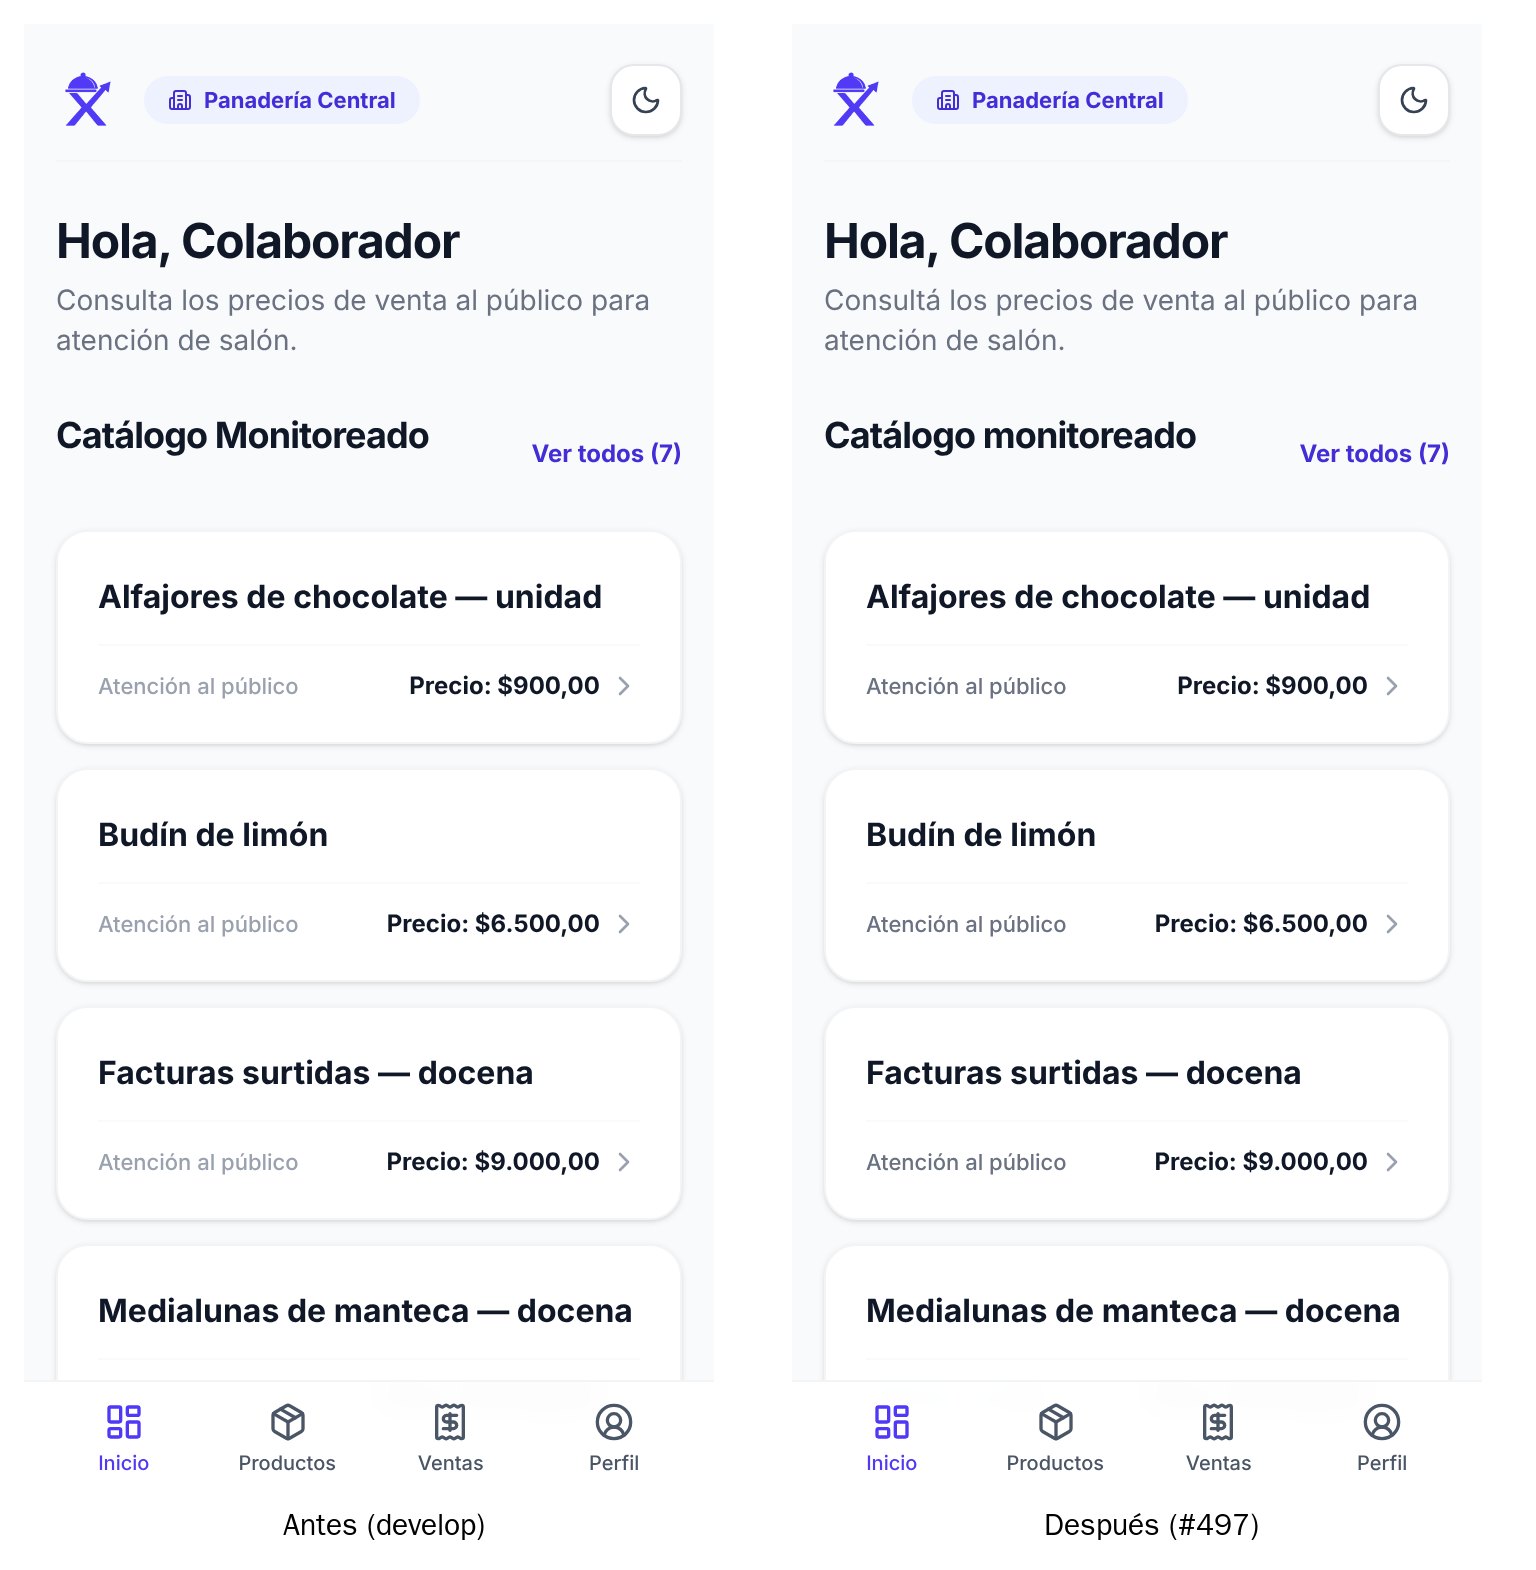 Panadería Central
Hola, Colaborador
Consulta los precios de venta al público para
atención de salón.
Catálogo Monitoreado
Ver todos (7)
Alfajores de chocolate — unidad
Atención al público
Precio: $900,00
Budín de limón
Atención al público
Precio: $6.500,00
Facturas surtidas — docena
Atención al público
Precio: $9.000,00
Medialunas de manteca — docena
Inicio
Productos
Ventas
Perfil
Antes (develop)
Panadería Central
Hola, Colaborador
Consultá los precios de venta al público para
atención de salón.
Catálogo monitoreado
Ver todos (7)
Alfajores de chocolate — unidad
Atención al público
Precio: $900,00
Budín de limón
Atención al público
Precio: $6.500,00
Facturas surtidas — docena
Atención al público
Precio: $9.000,00
Medialunas de manteca — docena
Inicio
Productos
Ventas
Perfil
Después (#497)